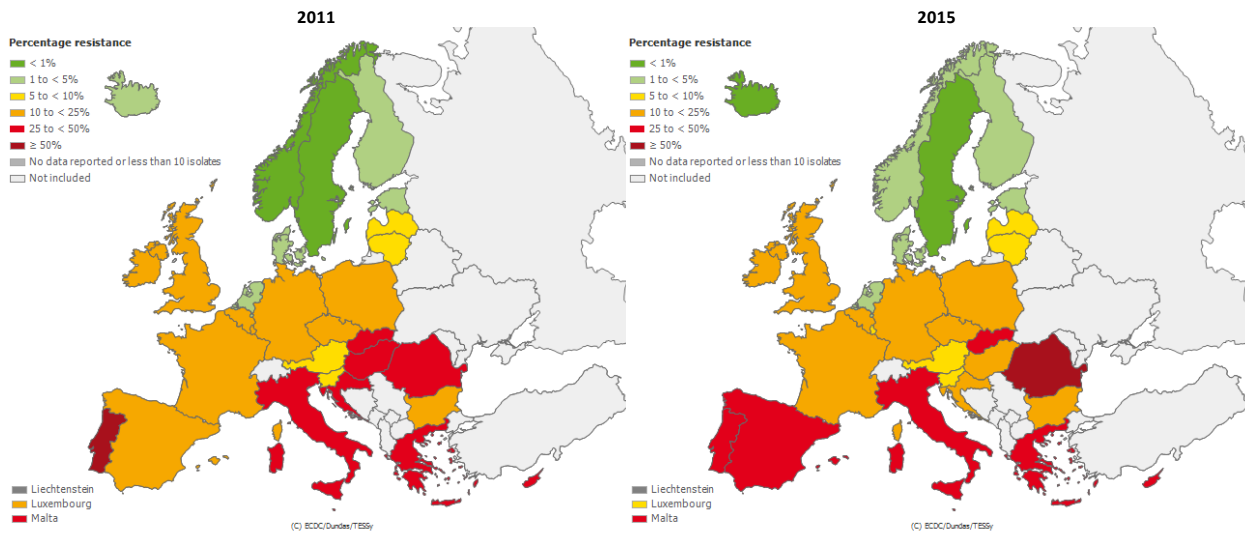 2011
Percentage resistance
< 1%
1 to < 5%
5 to < 10%
10 to < 25%
25 to < 50%
≥ 50%
No data reported or less than 10 isolates
Not included
Liechtenstein
Luxembourg
Malta
(C) ECDC/Dundas/TESSy
2015
Percentage resistance
< 1%
1 to < 5%
5 to < 10%
10 to < 25%
25 to < 50%
≥ 50%
No data reported or less than 10 isolates
Not included
Liechtenstein
Luxembourg
Malta
(C) ECDC/Dundas/TESSy